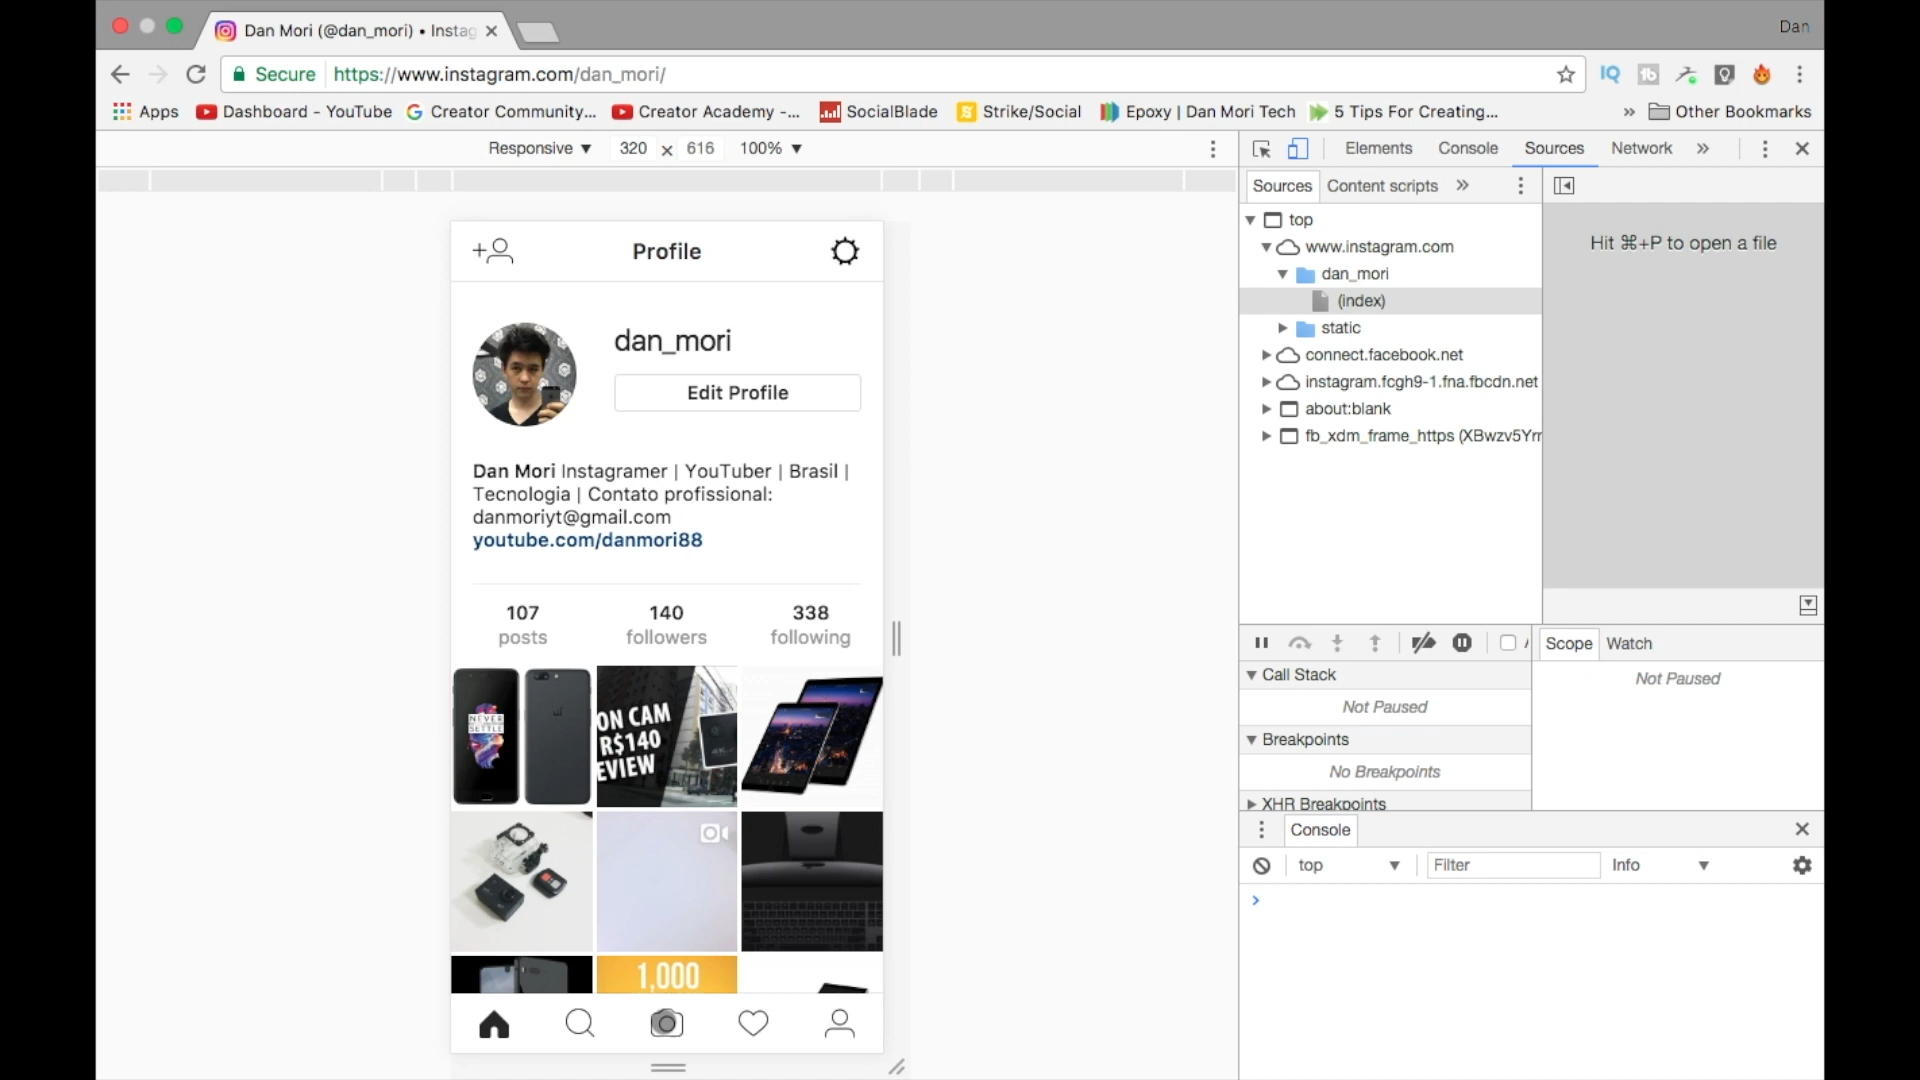 Dan Mori (@dan_mori) • Instag
Dan
Secure https://www.instagram.com/dan_mori/
Apps Dashboard - YouTube Creator Community... Creator Academy -... SocialBlade Strike/Social Epoxy | Dan Mori Tech 5 Tips For Creating... » Other Bookmarks
Responsive ▼ 320 x 616 100% ▼
Elements Console Sources Network »
Sources Content scripts »
top
www.instagram.com
dan_mori
(index)
static
connect.facebook.net
instagram.fcgh9-1.fna.fbcdn.net
about:blank
fb_xdm_frame_https (XBwzv5Yrr
Hit ⌘+P to open a file
Profile
dan_mori
Edit Profile
Dan Mori Instagramer | YouTuber | Brasil |
Tecnologia | Contato profissional:
danmoriyt@gmail.com
youtube.com/danmori88
107 140 338
posts followers following
NEVER
SETTLE
ON CAM
R$140
EVIEW
1,000
Scope Watch
Call Stack
Not Paused
Not Paused
Breakpoints
No Breakpoints
XHR Breakpoints
Console
top ▼ Filter Info ▼